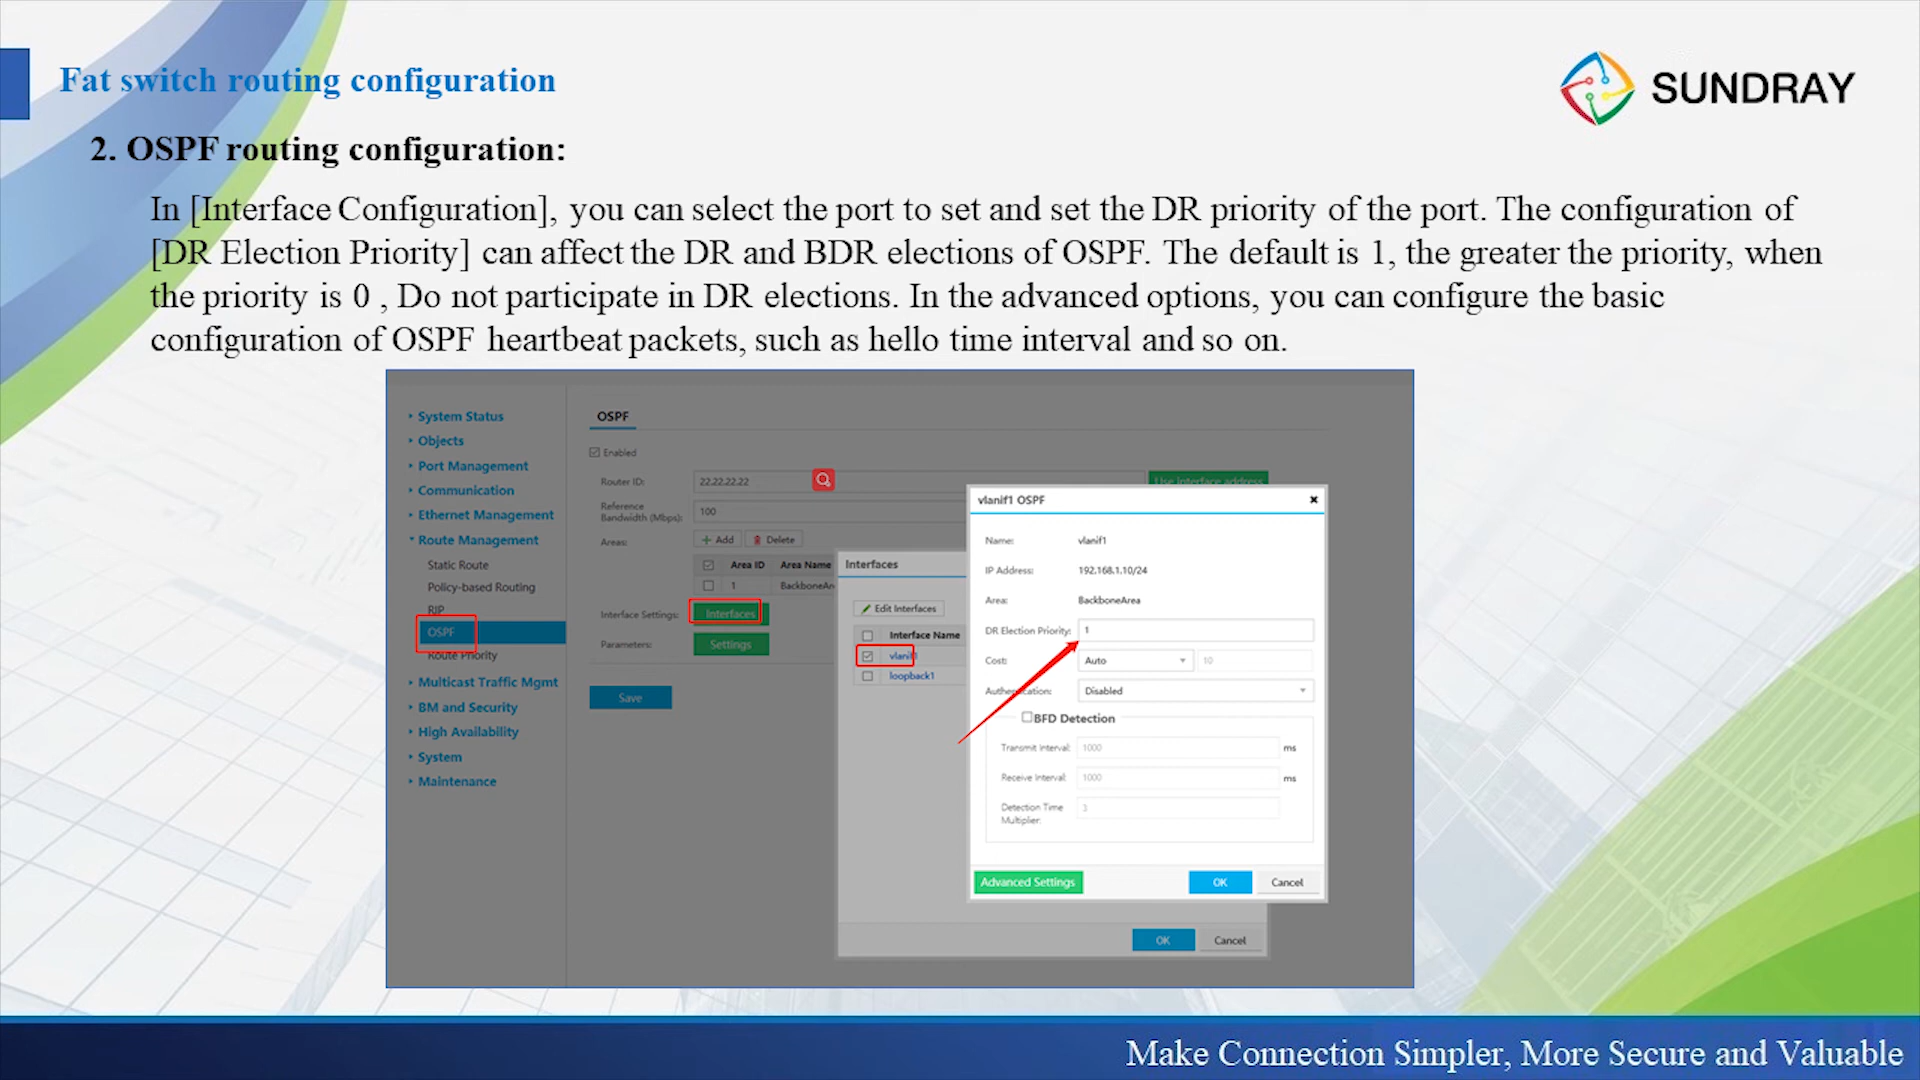 Fat switch routing configuration
SUNDRAY
2. OSPF routing configuration:
In [Interface Configuration], you can select the port to set and set the DR priority of the port. The configuration of
[DR Election Priority] can affect the DR and BDR elections of OSPF. The default is 1, the greater the priority, when
the priority is 0 , Do not participate in DR elections. In the advanced options, you can configure the basic
configuration of OSPF heartbeat packets, such as hello time interval and so on.
System Status
Objects
Port Management
Communication
Ethernet Management
Route Management
Static Route
Policy-based Routing
RIP
OSPF
Route Priority
Multicast Traffic Mgmt
BM and Security
High Availability
System
Maintenance
OSPF
Enabled
Router ID: 22.22.22.22 Use interface address
Reference
Bandwidth (Mbps): 100
Areas: Add Delete
Area ID Area Name
1 BackboneAr
Interface Settings: Interfaces
Parameters: Settings
Save
Interfaces
Edit Interfaces
Interface Name
vlanif1
loopback1
OK Cancel
vlanif1 OSPF
Name: vlanif1
IP Address: 192.168.1.10/24
Area: BackboneArea
DR Election Priority: 1
Cost: Auto 10
Authentication: Disabled
BFD Detection
Transmit Interval: 1000 ms
Receive Interval: 1000 ms
Detection Time
Multiplier: 3
Advanced Settings OK Cancel
Make Connection Simpler, More Secure and Valuable